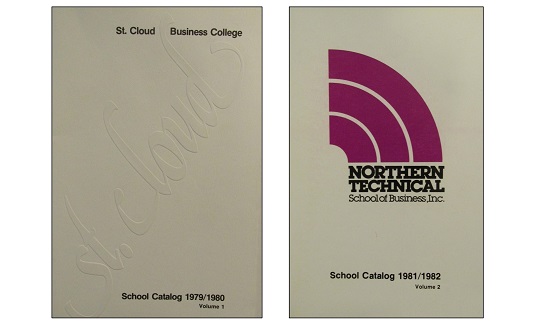 St. Cloud Business College
St. Cloud
School Catalog 1979/1980
Volume 1
NORTHERN
TECHNICAL
School of Business, Inc.
School Catalog 1981/1982
Volume 2